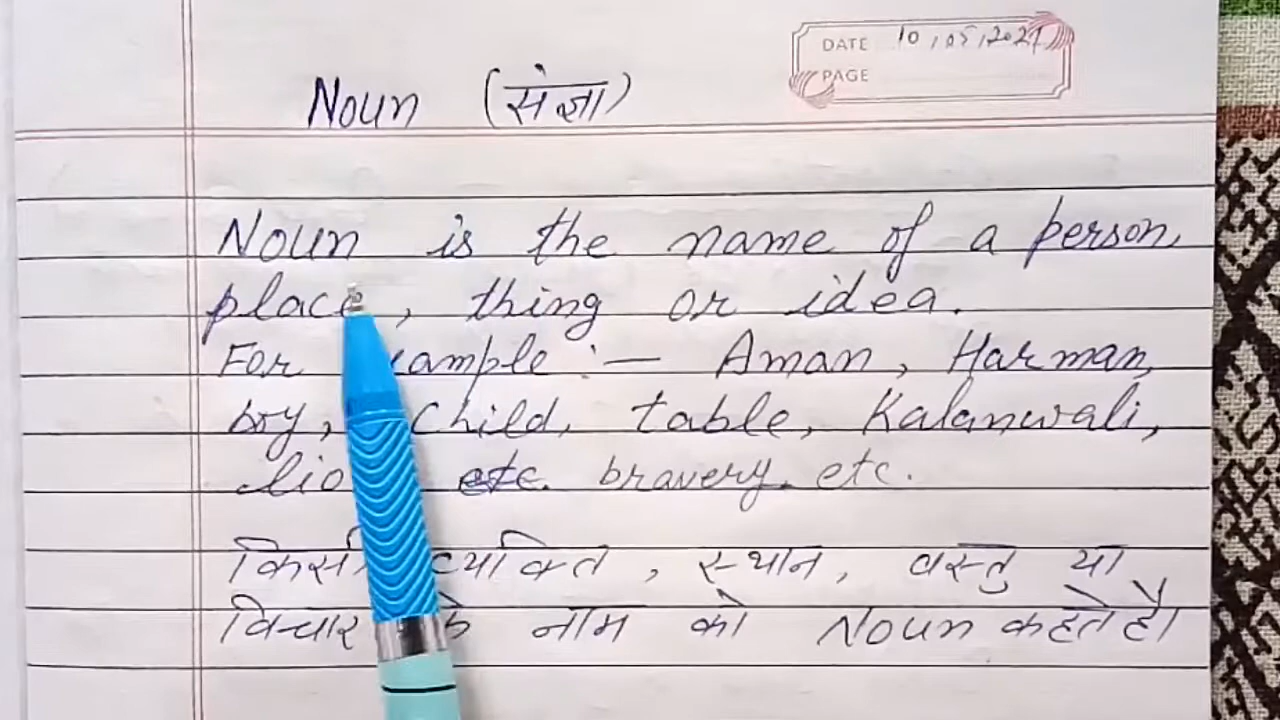 DATE 10,05,2021
PAGE
Noun (संज्ञा)
Noun is the name of a person,
place, thing or idea.
For example :— Aman, Harman,
boy, child, table, Kalanwali,
etc. bravery. etc.
किसी व्यक्ति, स्थान, वस्तु या
विचार के नाम को Noun कहते है।